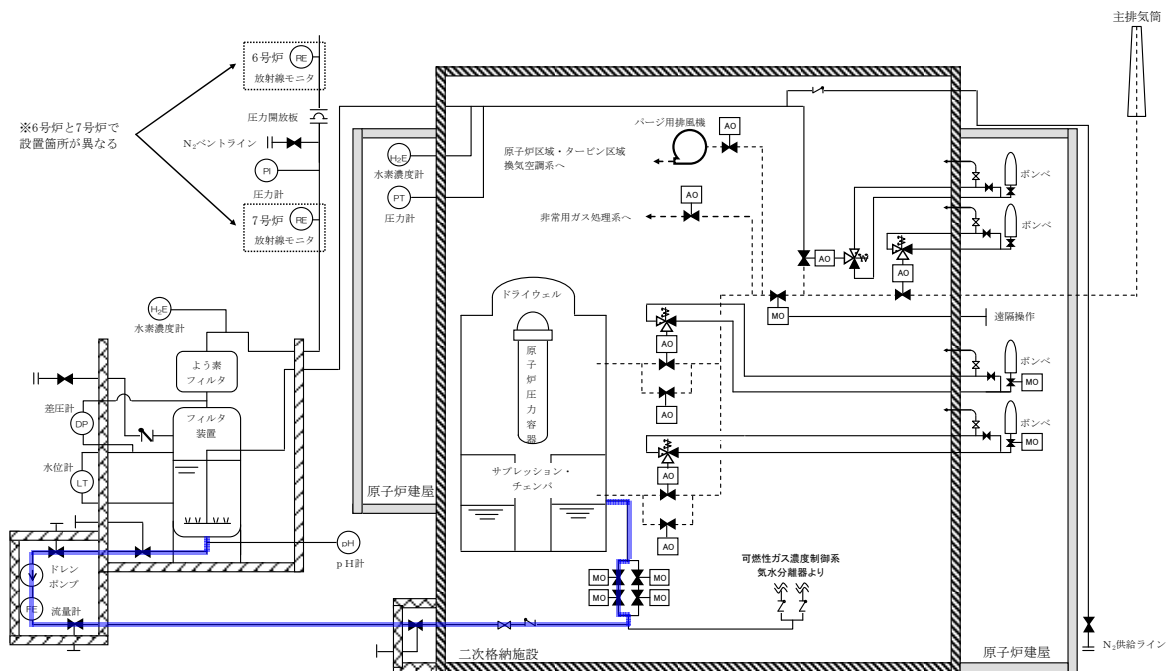 主排気筒
6号炉
RE
放射線モニタ
圧力開放板
※6号炉と7号炉で
設置箇所が異なる
N₂ベントライン
PI
圧力計
7号炉
RE
放射線モニタ
H₂E
水素濃度計
PT
圧力計
パージ用排風機
AO
原子炉区域・タービン区域
換気空調系へ
AO
非常用ガス処理系へ
ボンベ
ボンベ
AO
AO
MO
遠隔操作
H₂E
水素濃度計
ドライウェル
原子炉圧力容器
AO
AO
ボンベ
MO
よう素
フィルタ
差圧計
DP
フィルタ
装置
水位計
LT
ボンベ
MO
サプレッション・
チェンバ
AO
AO
原子炉建屋
pH
pH計
ドレン
ポンプ
FE
流量計
MO
MO
MO
MO
可燃性ガス濃度制御系
気水分離器より
二次格納施設
原子炉建屋
N₂供給ライン